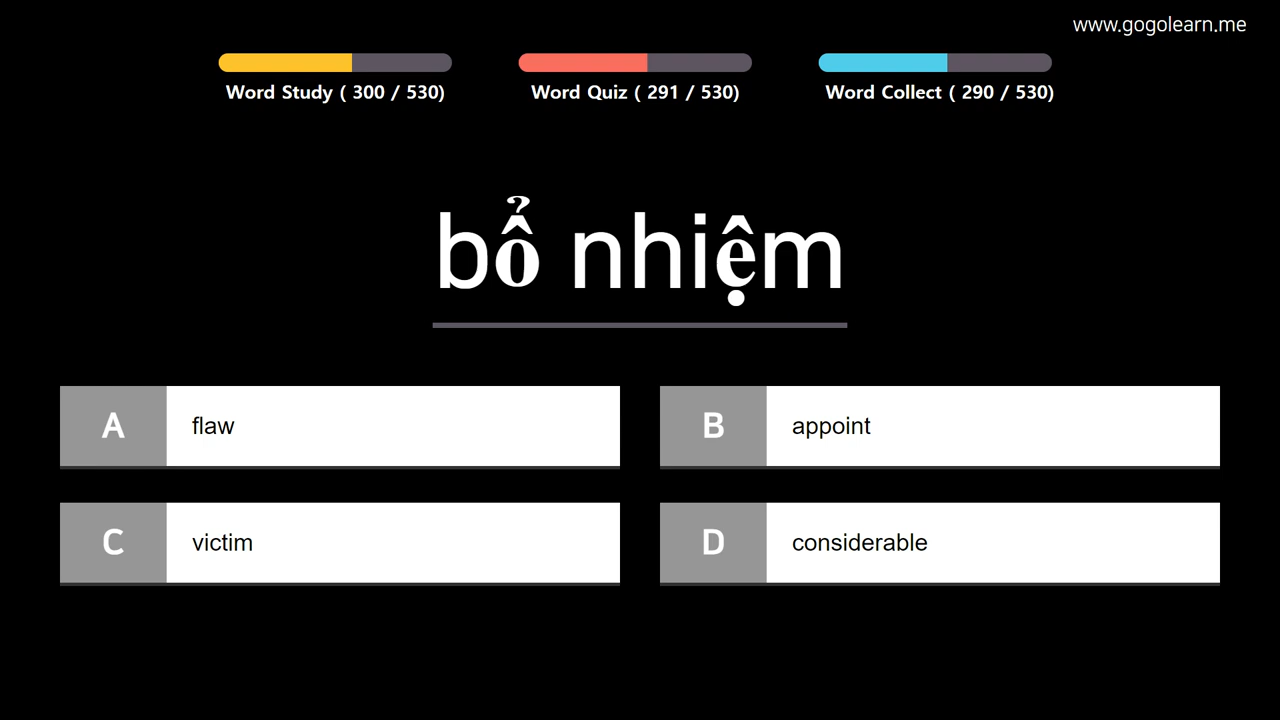 www.gogolearn.me
Word Study ( 300 / 530)
Word Quiz ( 291 / 530)
Word Collect ( 290 / 530)
bổ nhiệm
A flaw
B appoint
C victim
D considerable